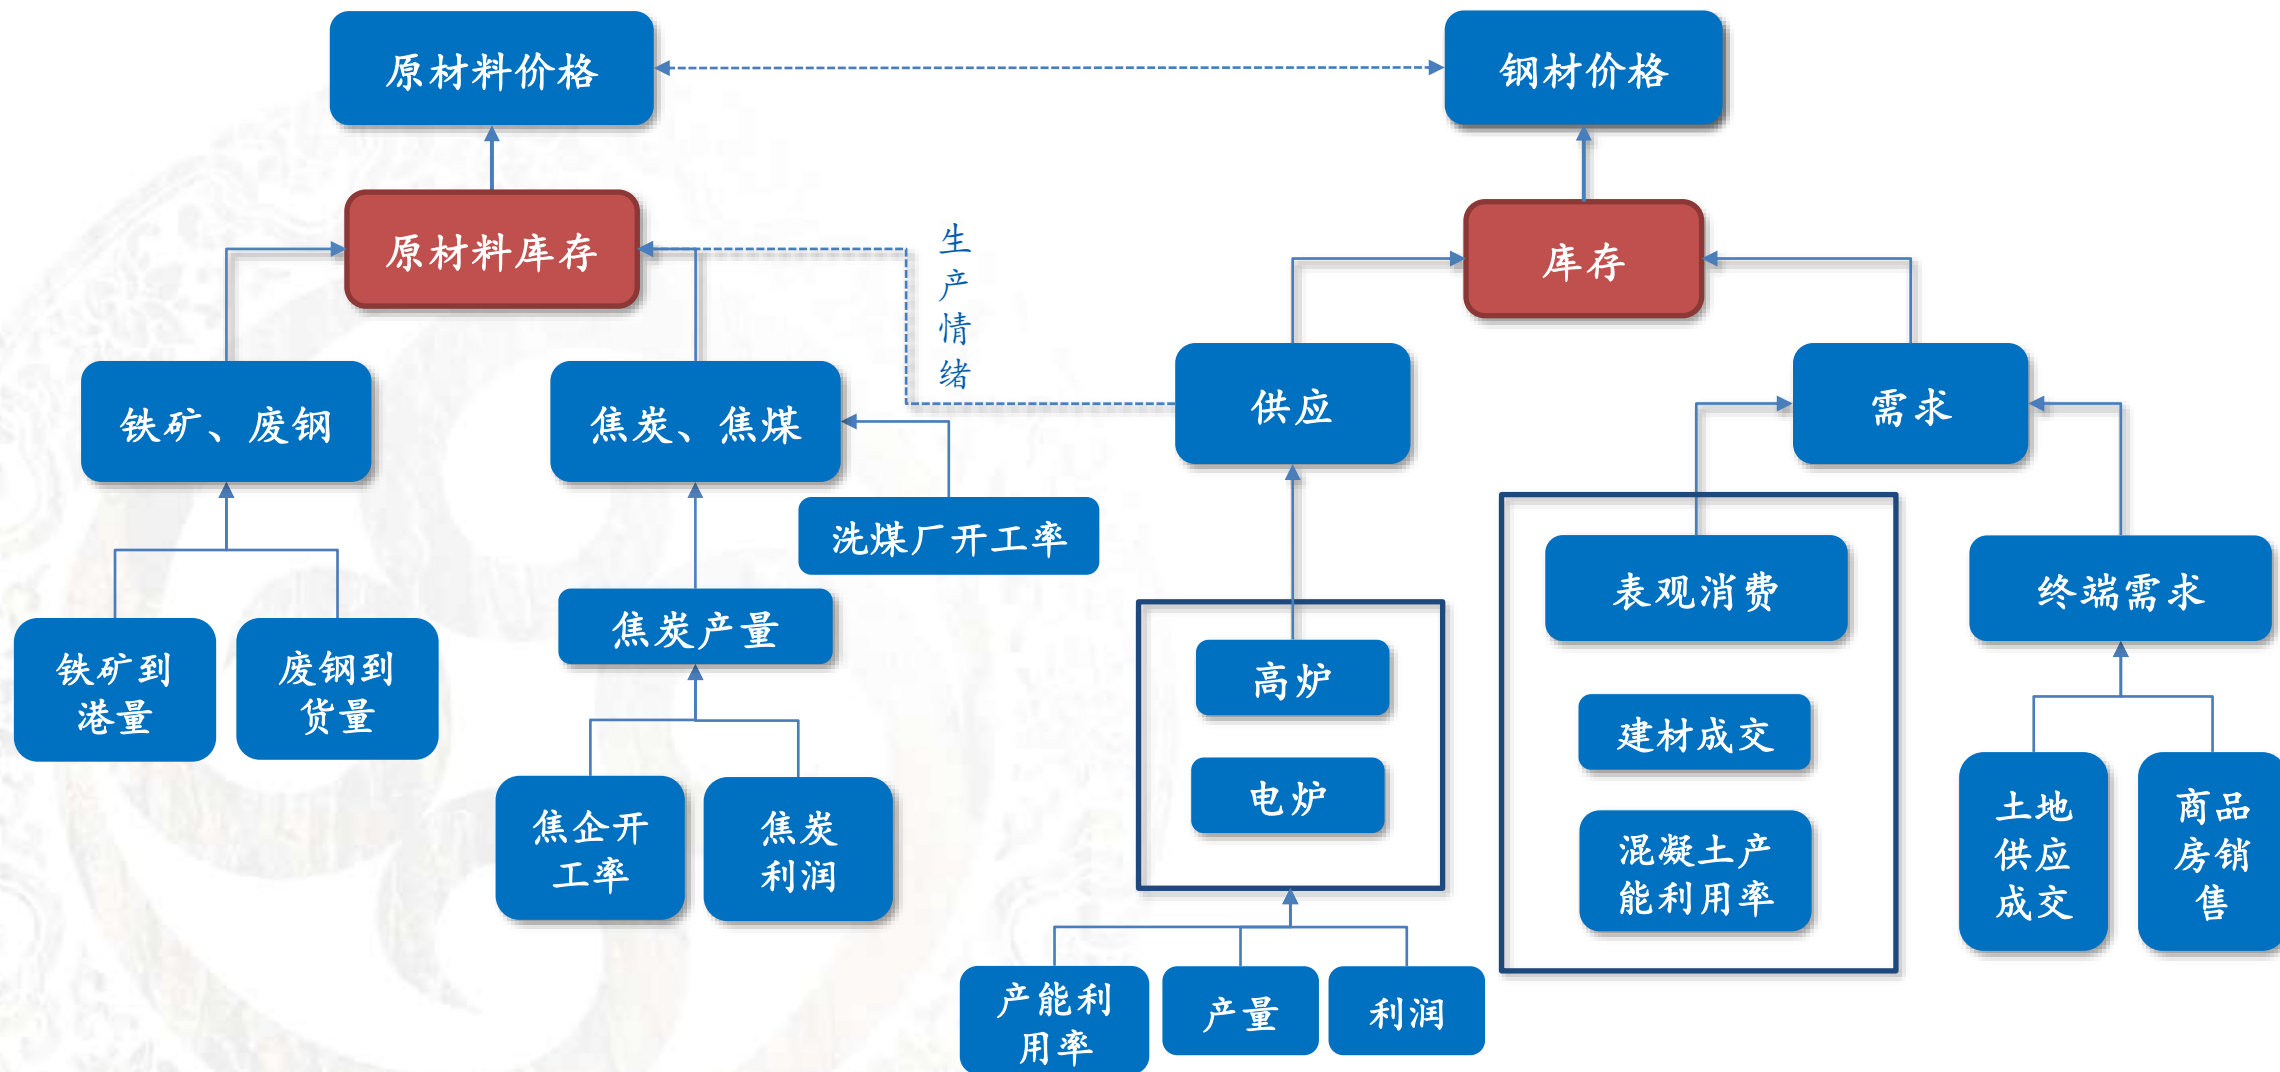 原材料价格
钢材价格
原材料库存
库存
生
产
情
绪
铁矿、废钢
焦炭、焦煤
供应
需求
洗煤厂开工率
表观消费
终端需求
焦炭产量
铁矿到
港量
废钢到
货量
高炉
建材成交
电炉
焦企开
工率
焦炭
利润
混凝土产
能利用率
土地
供应
成交
商品
房销
售
产能利
用率
产量
利润